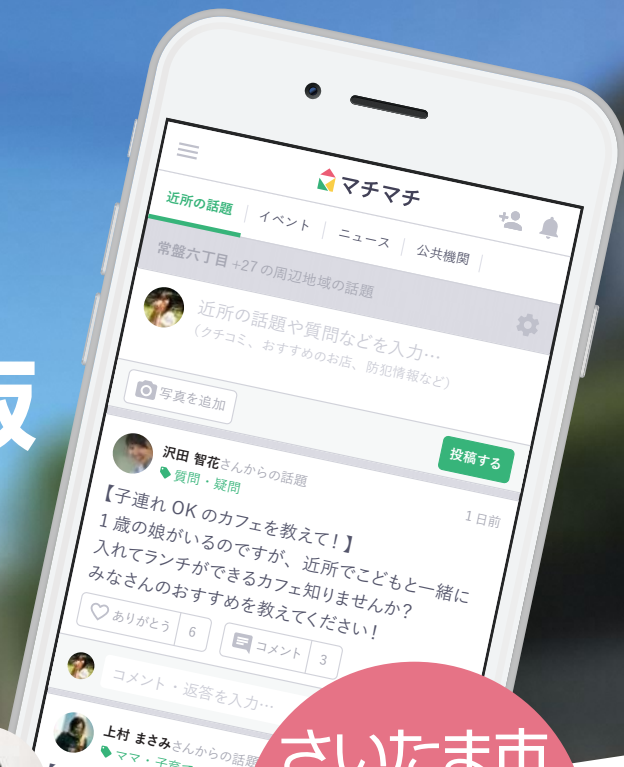 マチマチ
近所の話題
イベント
ニュース
公共機関
常盤六丁目 +27 の周辺地域の話題
近所の話題や質問などを入力…
（クチコミ、おすすめのお店、防犯情報など）
写真を追加
投稿する
沢田 智花さんからの話題
質問・疑問
1 日前
【子連れ OK のカフェを教えて！】
1 歳の娘がいるのですが、近所でこどもと一緒に
入れてランチができるカフェ知りませんか？
みなさんのおすすめを教えてください！
ありがとう 6
コメント 3
コメント・返答を入力…
上村 まさみさんからの話題
ママ・子育て
さいたま市